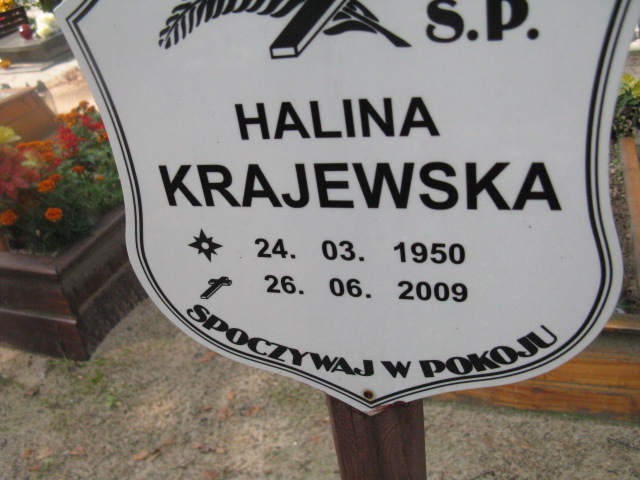 Ś.P.
HALINA
KRAJEWSKA
24. 03. 1950
26. 06. 2009
SPOCZYWAJ W POKOJU